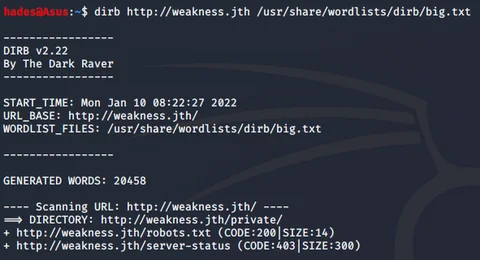 hades@Asus:~$ dirb http://weakness.jth /usr/share/wordlists/dirb/big.txt
-----------------
DIRB v2.22
By The Dark Raver
-----------------
START_TIME: Mon Jan 10 08:22:27 2022
URL_BASE: http://weakness.jth/
WORDLIST_FILES: /usr/share/wordlists/dirb/big.txt
-----------------
GENERATED WORDS: 20458
---- Scanning URL: http://weakness.jth/ ----
==> DIRECTORY: http://weakness.jth/private/
+ http://weakness.jth/robots.txt (CODE:200|SIZE:14)
+ http://weakness.jth/server-status (CODE:403|SIZE:300)